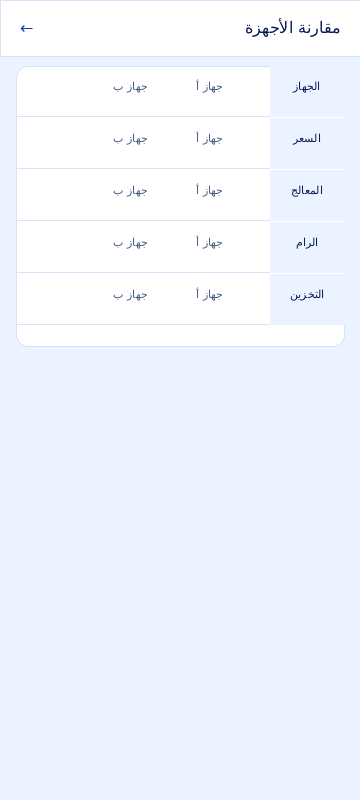 مقارنة الأجهزة ←
الجهاز جهاز أ جهاز ب
السعر جهاز أ جهاز ب
المعالج جهاز أ جهاز ب
الرام جهاز أ جهاز ب
التخزين جهاز أ جهاز ب